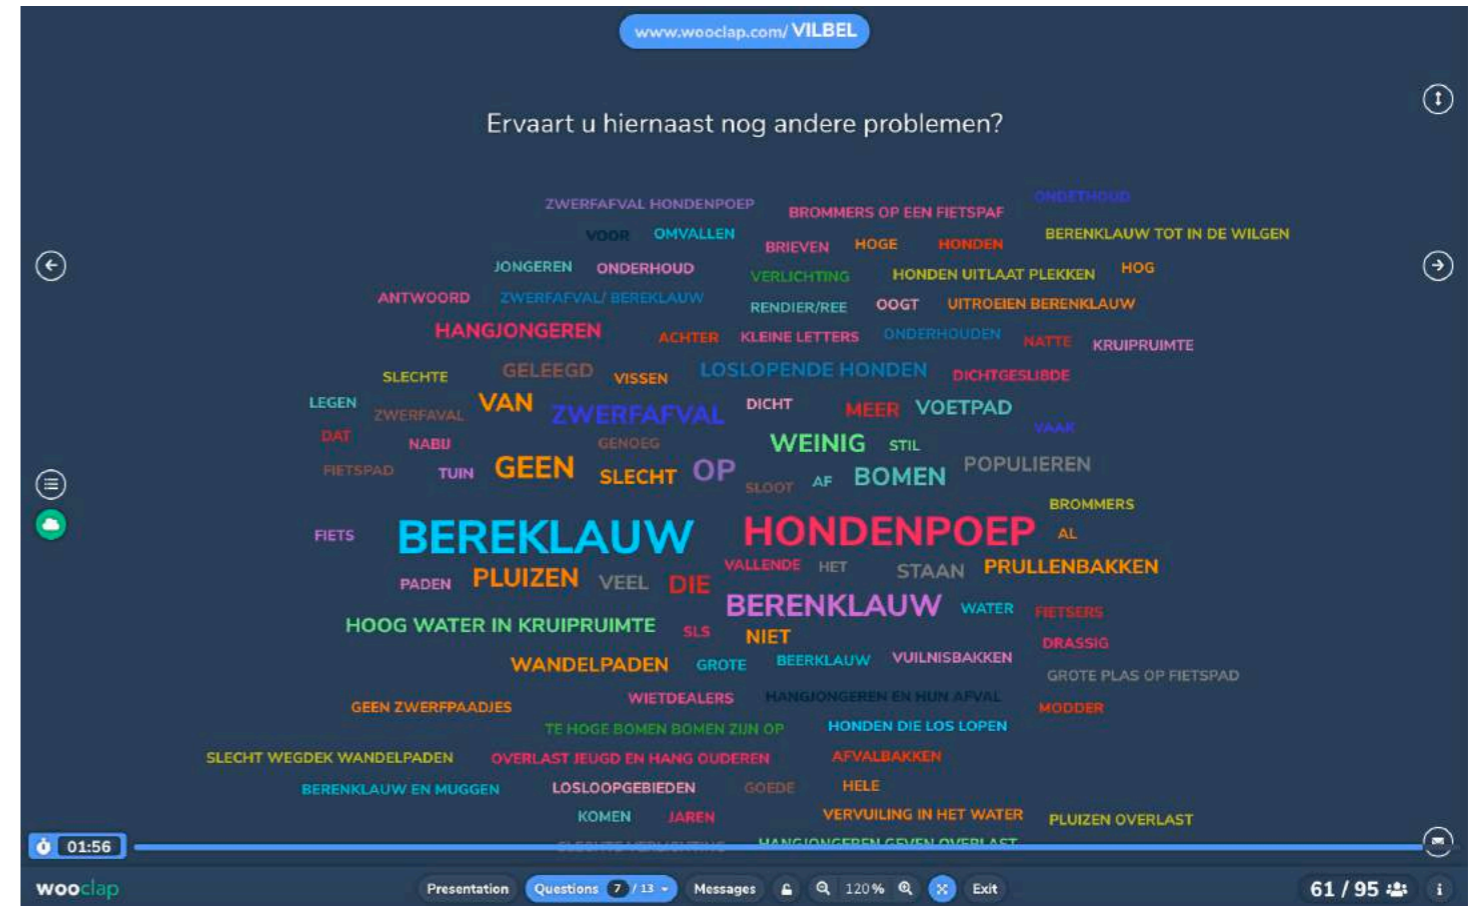 www.wooclap.com/ VILBEL
Ervaart u hiernaast nog andere problemen?
ZWERFAFVAL HONDENPOEP BROMMERS OP EEN FIETSPAF ONDETHOUD
VOOR OMVALLEN BRIEVEN HOGE HONDEN BERENKLAUW TOT IN DE WILGEN
JONGEREN ONDERHOUD VERLICHTING HONDEN UITLAAT PLEKKEN HOG
ANTWOORD ZWERFAFVAL/ BEREKLAUW RENDIER/REE OOGT UITROEIEN BERENKLAUW
HANGJONGEREN ACHTER KLEINE LETTERS ONDERHOUDEN NATTE KRUIPRUIMTE
SLECHTE GELEEGD VISSEN LOSLOPENDE HONDEN DICHTGESLIBDE
LEGEN ZWERFAVAL VAN ZWERFAFVAL DICHT MEER VOETPAD VAAK
DAT NABIJ GENOEG WEINIG STIL
FIETSPAD TUIN GEEN SLECHT OP SLOOT AF BOMEN POPULIEREN
BROMMERS
FIETS BEREKLAUW HONDENPOEP AL
PADEN PLUIZEN VEEL DIE VALLENDE HET STAAN PRULLENBAKKEN
BERENKLAUW WATER FIETSERS
HOOG WATER IN KRUIPRUIMTE SLS NIET DRASSIG
WANDELPADEN GROTE BEERKLAUW VUILNISBAKKEN GROTE PLAS OP FIETSPAD
GEEN ZWERFPAADJES WIETDEALERS HANGJONGEREN EN HUN AFVAL MODDER
TE HOGE BOMEN BOMEN ZIJN OP HONDEN DIE LOS LOPEN
SLECHT WEGDEK WANDELPADEN OVERLAST JEUGD EN HANG OUDEREN AFVALBAKKEN
BERENKLAUW EN MUGGEN LOSLOOPGEBIEDEN GOEDE HELE
KOMEN JAREN VERVUILING IN HET WATER PLUIZEN OVERLAST
SLECHTE VERLICHTING HANGJONGEREN GEVEN OVERLAST
01:56
wooclap Presentation Questions 7 / 13 Messages 120% Exit 61 / 95 i